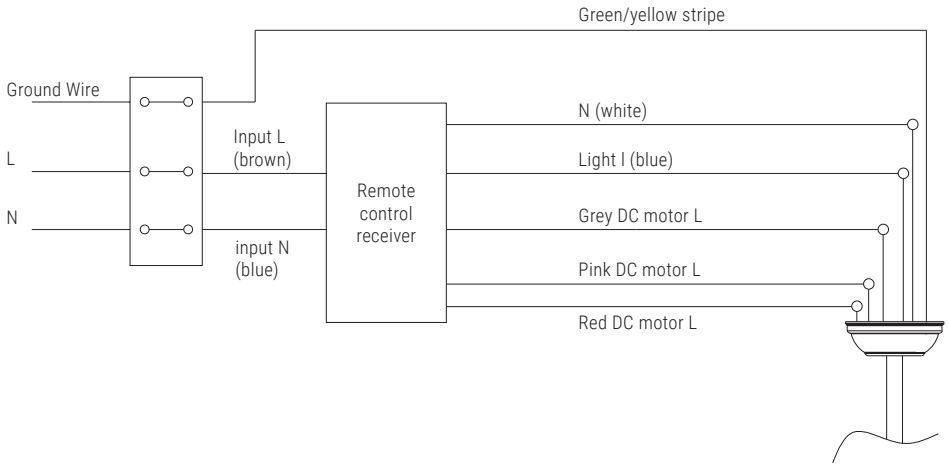 Green/yellow stripe
Ground Wire
L
N
Input L
(brown)
input N
(blue)
Remote
control
receiver
N (white)
Light l (blue)
Grey DC motor L
Pink DC motor L
Red DC motor L